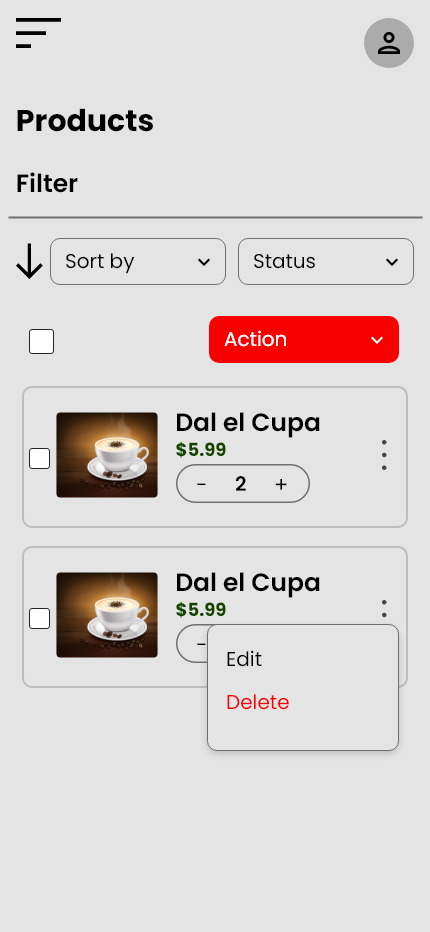 Products
Filter
Sort by
Status
Action
Dal el Cupa
$5.99
- 2 +
Dal el Cupa
$5.99
-
Edit
Delete